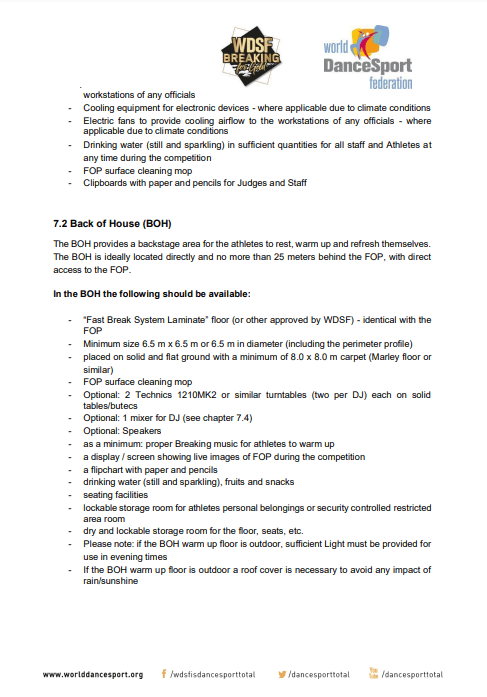 WDSF
BREAKING
for Gold
world
DanceSport
federation
workstations of any officials
- Cooling equipment for electronic devices - where applicable due to climate conditions
- Electric fans to provide cooling airflow to the workstations of any officials - where
applicable due to climate conditions
- Drinking water (still and sparkling) in sufficient quantities for all staff and Athletes at
any time during the competition
- FOP surface cleaning mop
- Clipboards with paper and pencils for Judges and Staff
7.2 Back of House (BOH)
The BOH provides a backstage area for the athletes to rest, warm up and refresh themselves.
The BOH is ideally located directly and no more than 25 meters behind the FOP, with direct
access to the FOP.
In the BOH the following should be available:
- “Fast Break System Laminate” floor (or other approved by WDSF) - identical with the
FOP
- Minimum size 6.5 m x 6.5 m or 6.5 m in diameter (including the perimeter profile)
- placed on solid and flat ground with a minimum of 8.0 x 8.0 m carpet (Marley floor or
similar)
- FOP surface cleaning mop
- Optional: 2 Technics 1210MK2 or similar turntables (two per DJ) each on solid
tables/butecs
- Optional: 1 mixer for DJ (see chapter 7.4)
- Optional: Speakers
- as a minimum: proper Breaking music for athletes to warm up
- a display / screen showing live images of FOP during the competition
- a flipchart with paper and pencils
- drinking water (still and sparkling), fruits and snacks
- seating facilities
- lockable storage room for athletes personal belongings or security controlled restricted
area room
- dry and lockable storage room for the floor, seats, etc.
- Please note: if the BOH warm up floor is outdoor, sufficient Light must be provided for
use in evening times
- If the BOH warm up floor is outdoor a roof cover is necessary to avoid any impact of
rain/sunshine
www.worlddancesport.org /wdsfisdancesporttotal /dancesporttotal You Tube /dancesporttotal